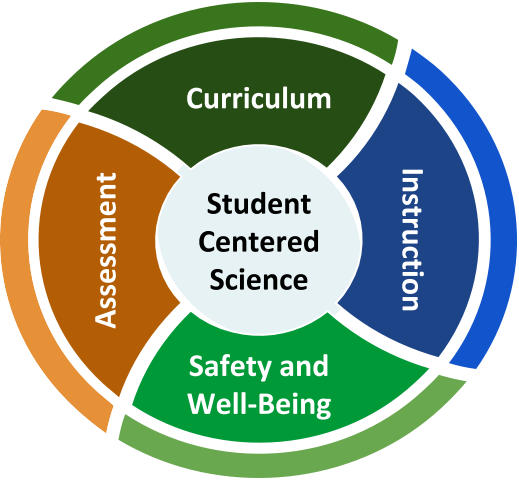 Curriculum
Instruction
Student
Centered
Science
Assessment
Safety and
Well-Being